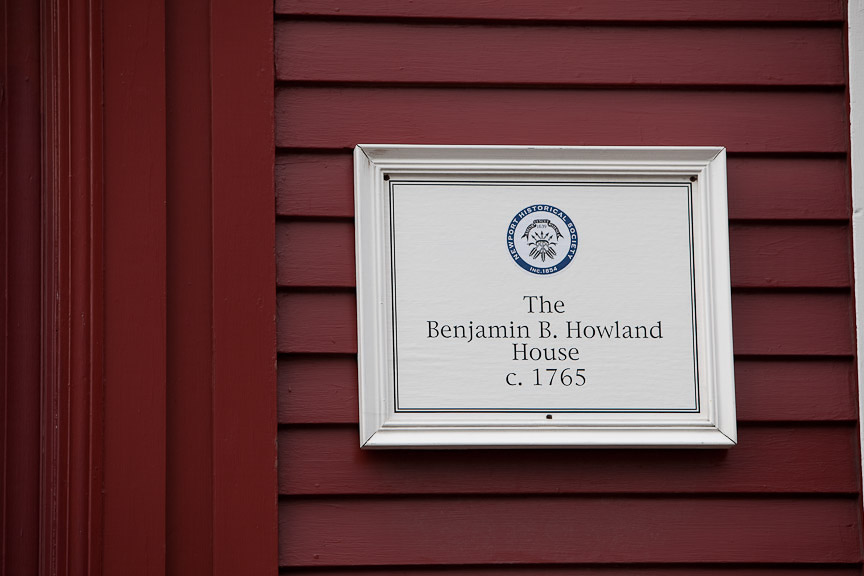 NEWPORT HISTORICAL SOCIETY
INC. 1854
The
Benjamin B. Howland
House
c. 1765